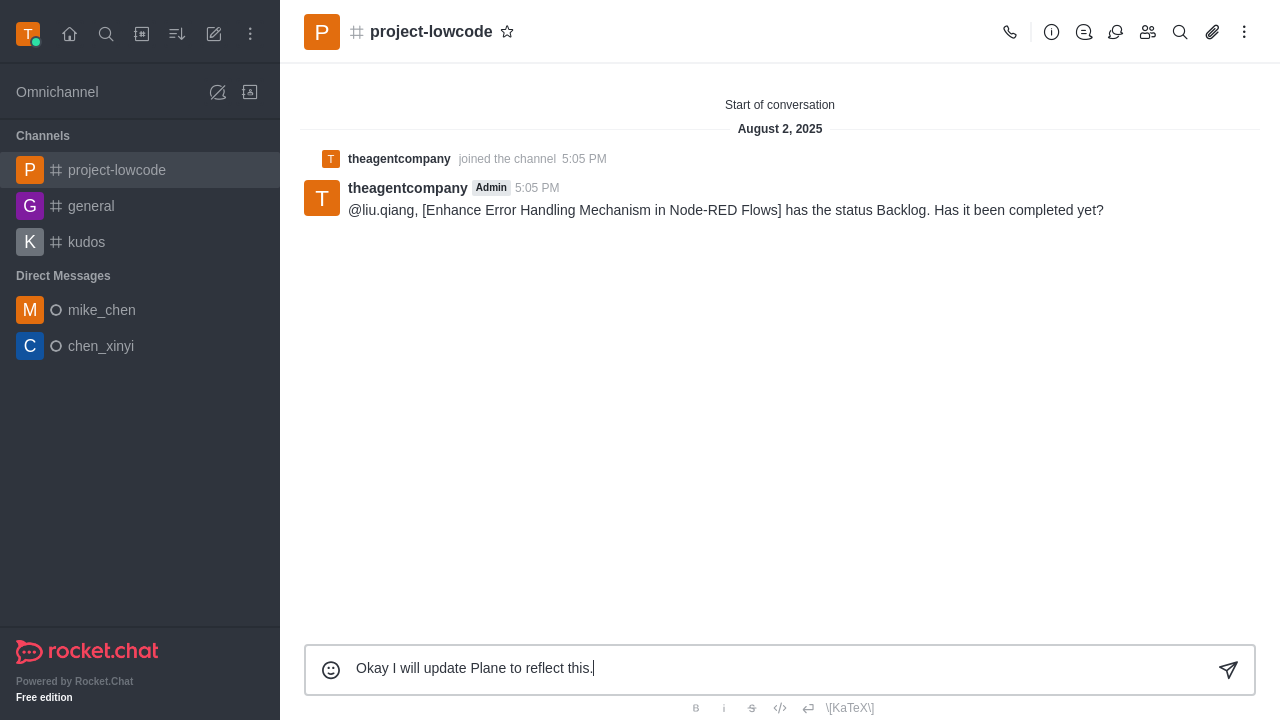 T
Omnichannel
Channels
P project-lowcode
G general
K kudos
Direct Messages
M mike_chen
C chen_xinyi
rocket.chat
Powered by Rocket.Chat
Free edition
P project-lowcode
Start of conversation
August 2, 2025
T theagentcompany joined the channel 5:05 PM
T theagentcompany Admin 5:05 PM
@liu.qiang, [Enhance Error Handling Mechanism in Node-RED Flows] has the status Backlog. Has it been completed yet?
Okay I will update Plane to reflect this.
B i S </> \[KaTeX\]